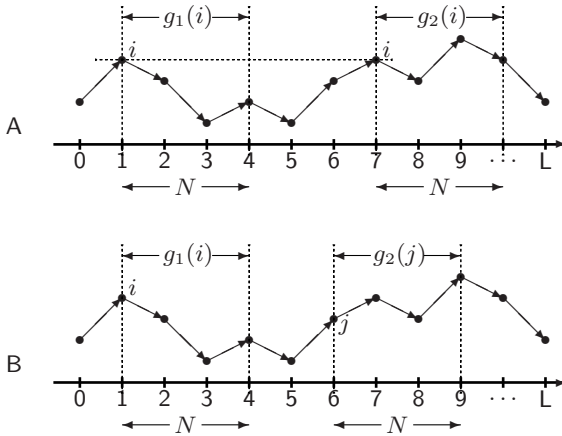 g₁(i) g₂(i)
i i
A
0 1 2 3 4 5 6 7 8 9 ··· L
N N
g₁(i) g₂(j)
i
j
B
0 1 2 3 4 5 6 7 8 9 ··· L
N N